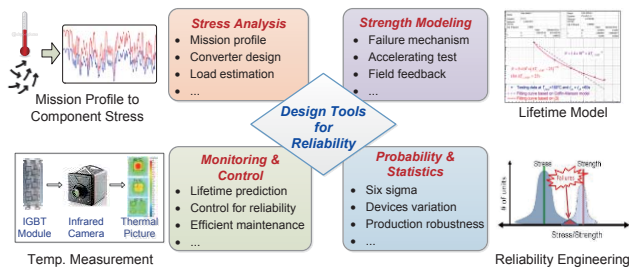 Stress Analysis
• Mission profile
• Converter design
• Load estimation
• ...
Strength Modeling
• Failure mechanism
• Accelerating test
• Field feedback
• ...
Mission Profile to
Component Stress
Design Tools
for
Reliability
Lifetime Model
Monitoring &
Control
• Lifetime prediction
• Control for reliability
• Efficient maintenance
• ...
Probability &
Statistics
• Six sigma
• Devices variation
• Production robustness
• ...
IGBT
Module
Infrared
Camera
Thermal
Picture
Temp. Measurement
# of units
Stress
Strength
Failures
Stress/Strength
Reliability Engineering